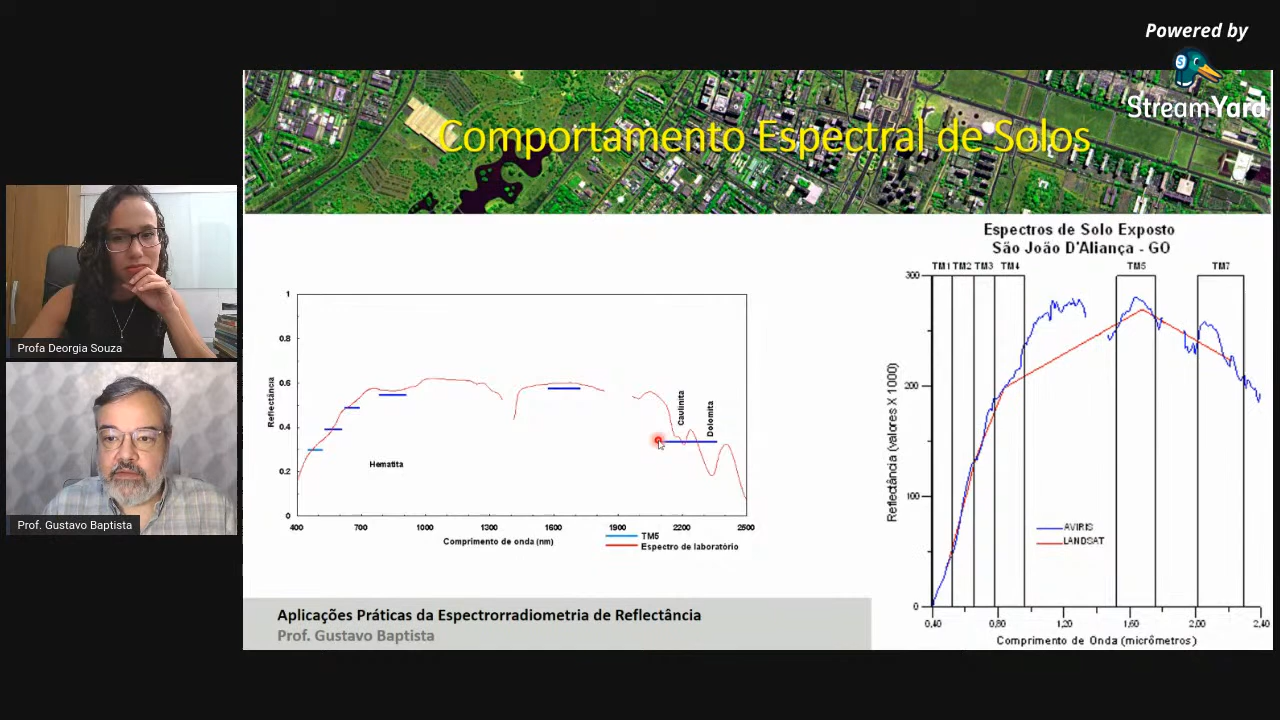 Powered by
StreamYard
Comportamento Espectral de Solos
Profa Deorgia Souza
Prof. Gustavo Baptista
1
0.8
0.6
0.4
0.2
0
Reflectância
Hematita
Caulinita
Dolomita
400 700 1000 1300 1600 1900 2200 2500
Comprimento de onda (nm)
TM5
Espectro de laboratório
Espectros de Solo Exposto
São João D'Aliança - GO
TM1 TM2 TM3 TM4 TM5 TM7
300
200
100
0
Reflectância (valores X 1000)
AVIRIS
LANDSAT
0,40 0,80 1,20 1,60 2,00 2,40
Comprimento de Onda (micrômetros)
Aplicações Práticas da Espectrorradiometria de Reflectância
Prof. Gustavo Baptista